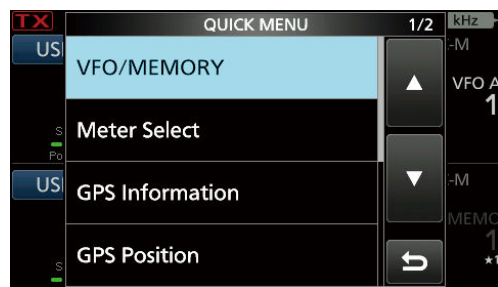 TX
QUICK MENU
1/2
kHz
US
-M
VFO/MEMORY
VFO A
1
Meter Select
S
Po
US
GPS Information
-M
MEMO
1
GPS Position
★1
S